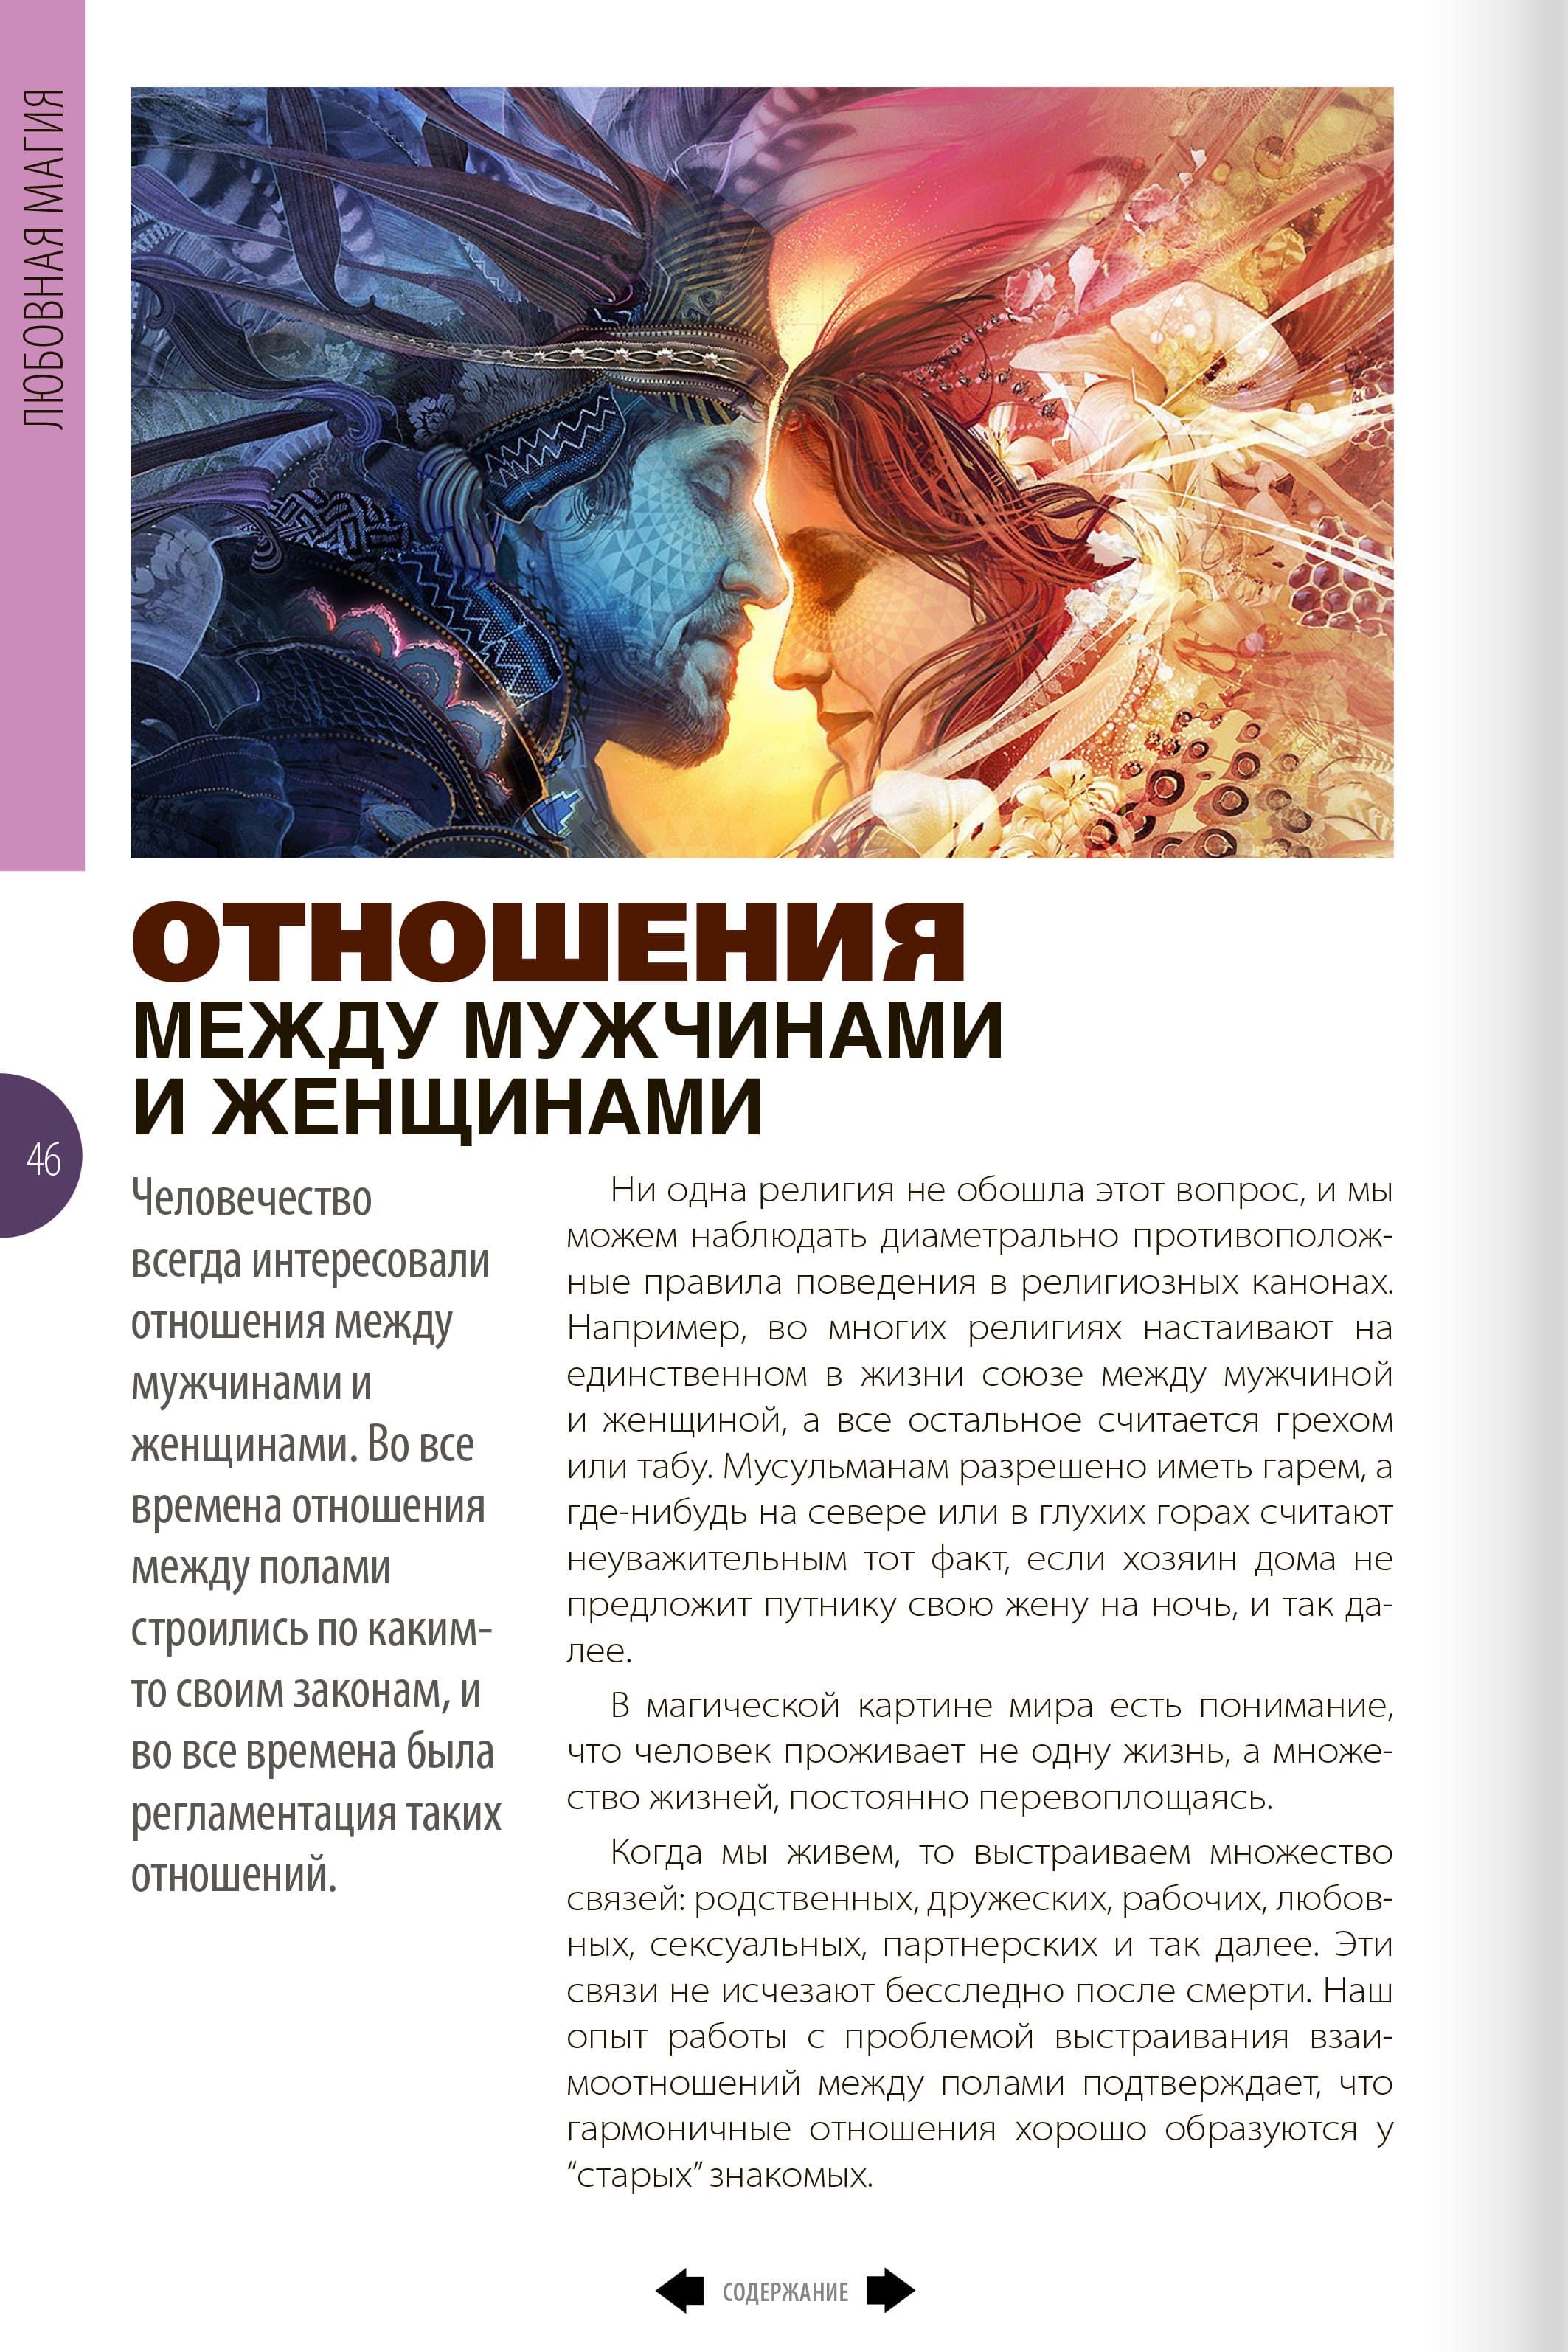 ЛЮБОВНАЯ МАГИЯ
ОТНОШЕНИЯ
МЕЖДУ МУЖЧИНАМИ
И ЖЕНЩИНАМИ
46
Человечество
всегда интересовали
отношения между
мужчинами и
женщинами. Во все
времена отношения
между полами
строились по каким-
то своим законам, и
во все времена была
регламентация таких
отношений.
Ни одна религия не обошла этот вопрос, и мы
можем наблюдать диаметрально противополож-
ные правила поведения в религиозных канонах.
Например, во многих религиях настаивают на
единственном в жизни союзе между мужчиной
и женщиной, а все остальное считается грехом
или табу. Мусульманам разрешено иметь гарем, а
где-нибудь на севере или в глухих горах считают
неуважительным тот факт, если хозяин дома не
предложит путнику свою жену на ночь, и так да-
лее.
В магической картине мира есть понимание,
что человек проживает не одну жизнь, а множе-
ство жизней, постоянно перевоплощаясь.
Когда мы живем, то выстраиваем множество
связей: родственных, дружеских, рабочих, любов-
ных, сексуальных, партнерских и так далее. Эти
связи не исчезают бесследно после смерти. Наш
опыт работы с проблемой выстраивания взаи-
моотношений между полами подтверждает, что
гармоничные отношения хорошо образуются у
“старых” знакомых.
СОДЕРЖАНИЕ